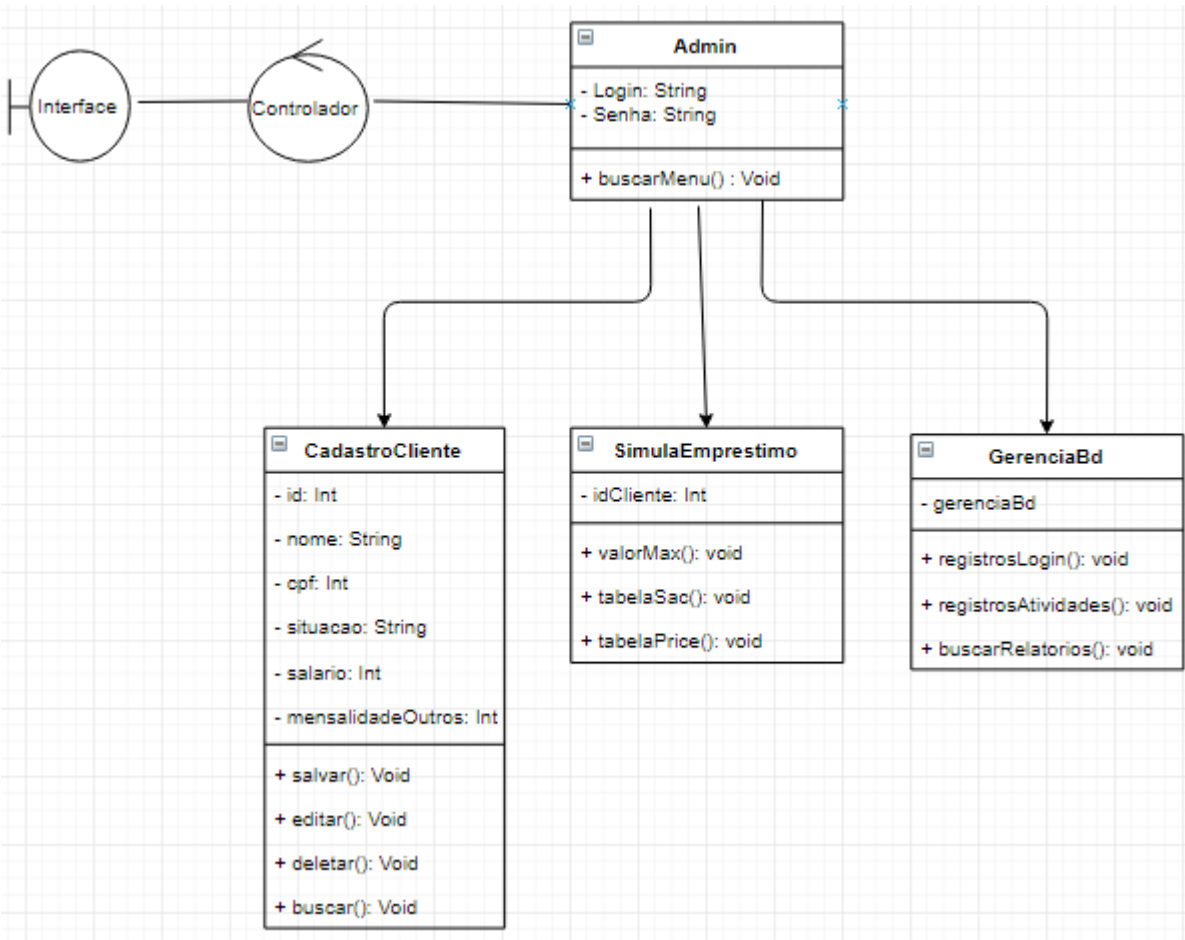 Interface
Controlador
Admin
- Login: String
- Senha: String
+ buscarMenu() : Void
CadastroCliente
- id: Int
- nome: String
- cpf: Int
- situacao: String
- salario: Int
- mensalidadeOutros: Int
+ salvar(): Void
+ editar(): Void
+ deletar(): Void
+ buscar(): Void
SimulaEmprestimo
- idCliente: Int
+ valorMax(): void
+ tabelaSac(): void
+ tabelaPrice(): void
GerenciaBd
- gerenciaBd
+ registrosLogin(): void
+ registrosAtividades(): void
+ buscarRelatorios(): void